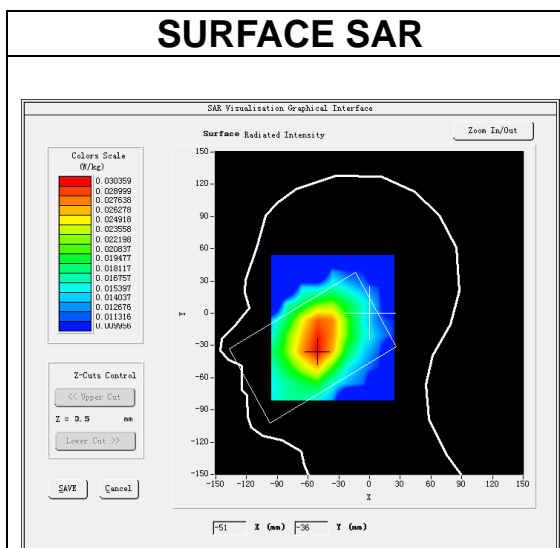 SURFACE SAR
SAR Visualisation Graphical Interface
Surface Radiated Intensity
Zoom In/Out
Colors Scale
(W/kg)
0.030359
0.028999
0.027638
0.026278
0.024918
0.023558
0.022198
0.020837
0.019477
0.018117
0.016757
0.015397
0.014037
0.012676
0.011316
0.009956
150
120
90
60
30
0
-30
-60
-90
-120
-150
Y
-150 -120 -90 -60 -30 0 30 60 90 120 150
X
Z-Cuts Control
<< Upper Cut
Z = 3.5 mm
Lower Cut >>
SAVE Cancel
-51 X (mm) -36 Y (mm)